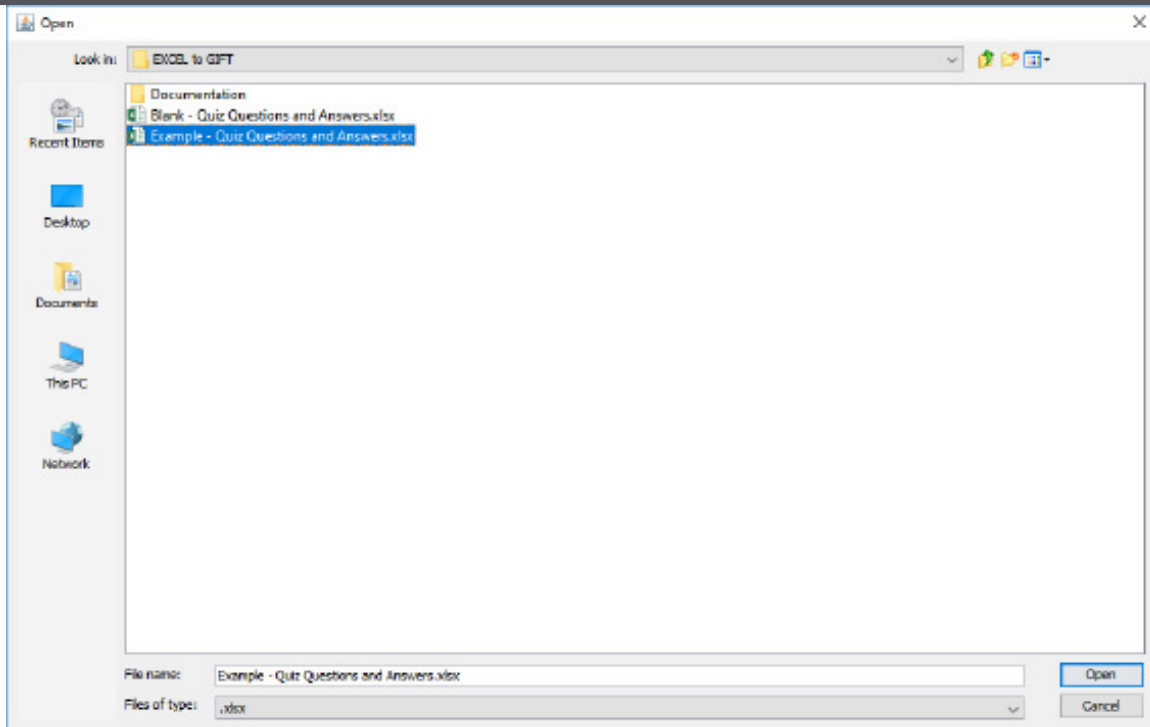 Open
Look in:
EXCEL to GIFT
Documentation
Blank - Quiz Questions and Answers.xlsx
Example - Quiz Questions and Answers.xlsx
Recent Items
Desktop
Documents
This PC
Network
File name:
Example - Quiz Questions and Answers.xlsx
Open
Files of type:
.xlsx
Cancel